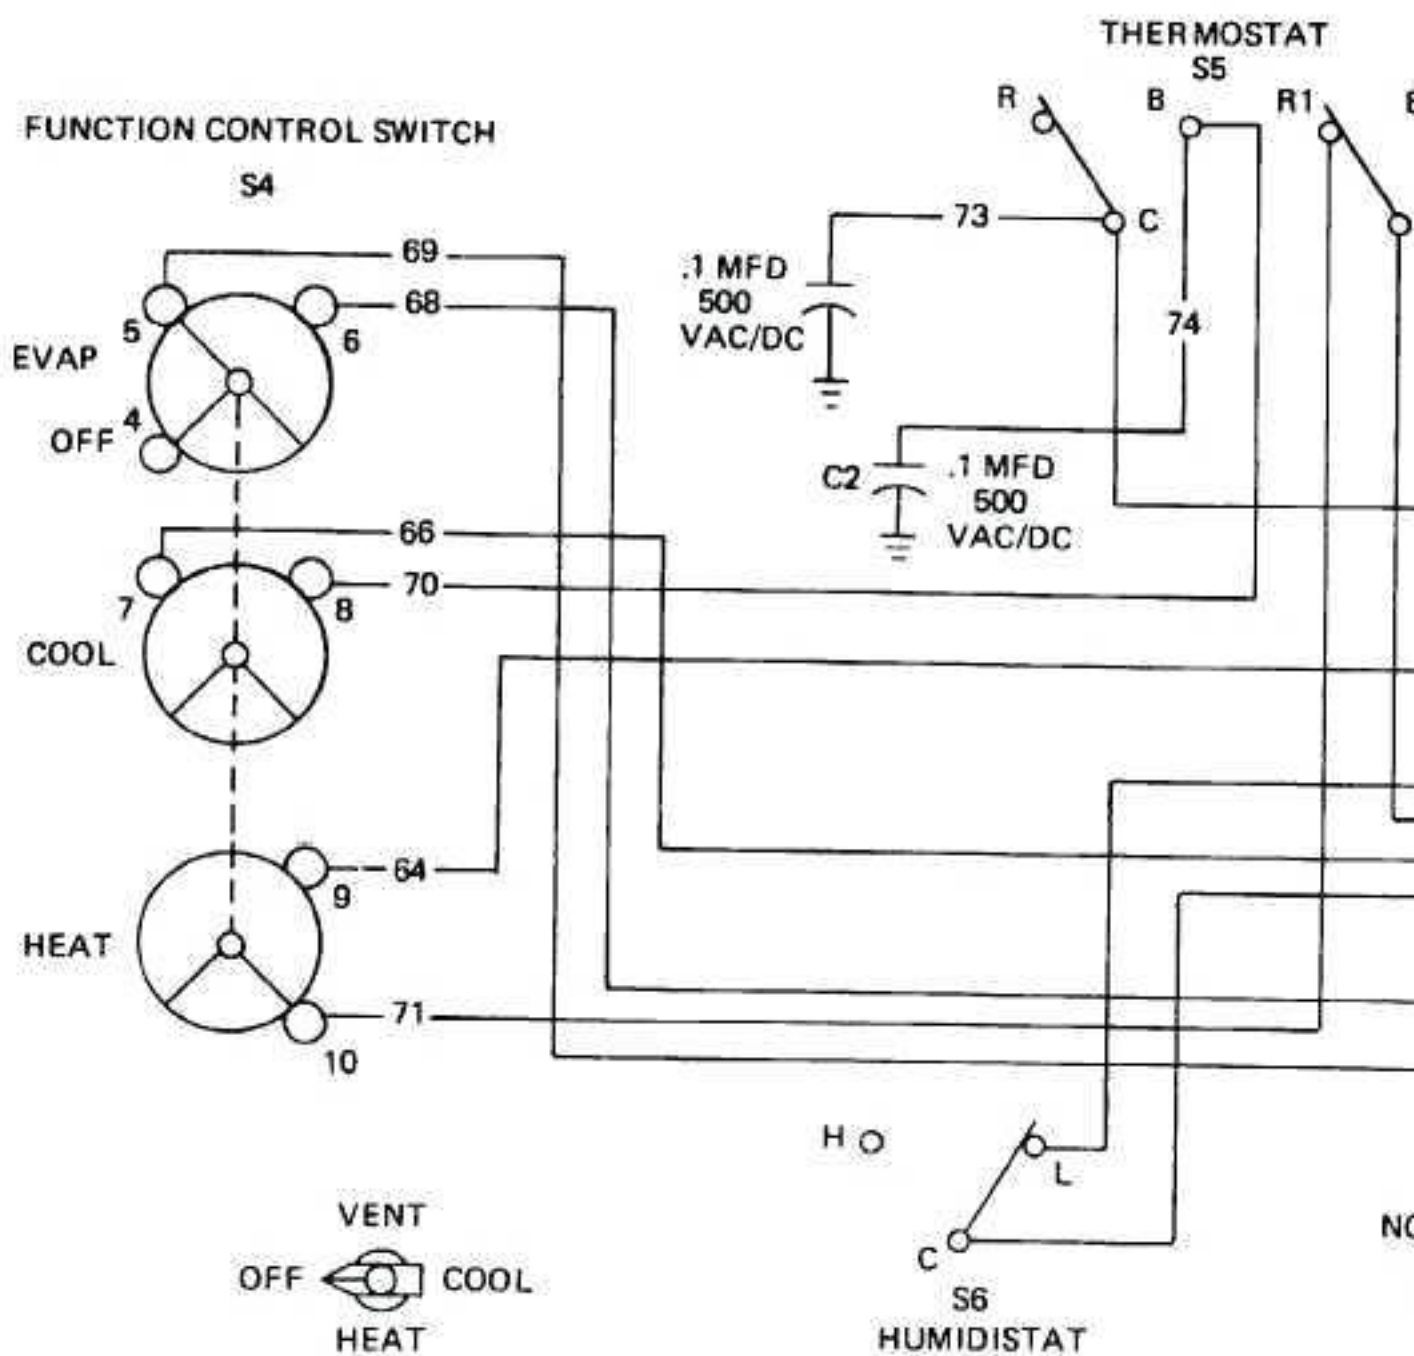 THERMOSTAT
S5
R
B
R1
FUNCTION CONTROL SWITCH
S4
69
73
C
.1 MFD
500
VAC/DC
68
5
6
EVAP
74
4
OFF
C2
.1 MFD
500
VAC/DC
66
70
7
8
COOL
64
9
HEAT
71
10
H
L
VENT
C
NO
OFF
COOL
S6
HEAT
HUMIDISTAT